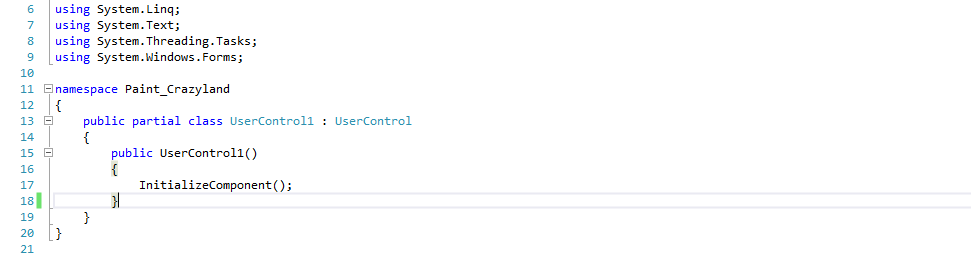 6 using System.Linq;
7 using System.Text;
8 using System.Threading.Tasks;
9 using System.Windows.Forms;
10
11 namespace Paint_Crazyland
12 {
13 public partial class UserControl1 : UserControl
14 {
15 public UserControl1()
16 {
17 InitializeComponent();
18 }
19 }
20 }
21